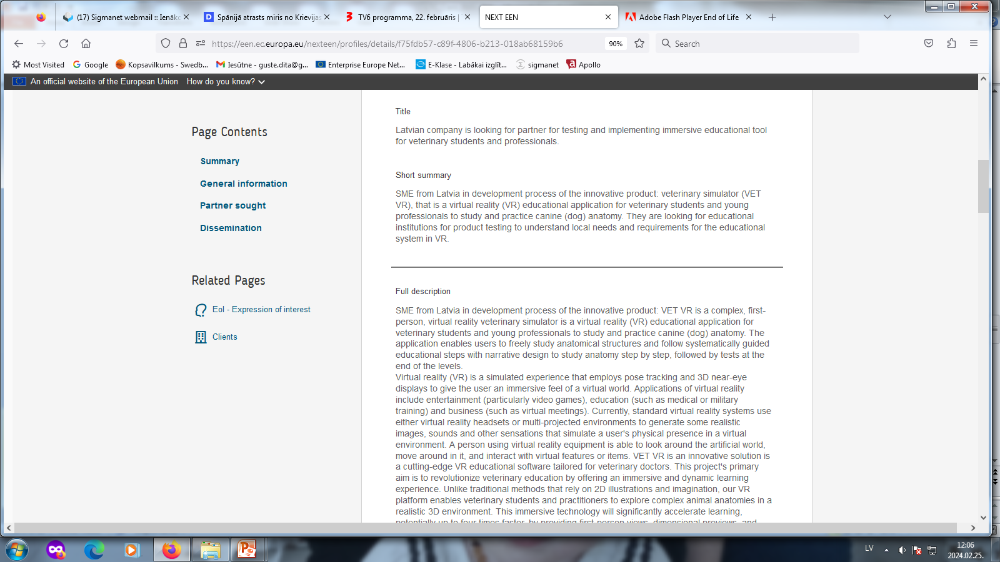 (17) Sigmanet webmail :: Ienāko
Spānijā atrasts miris no Krievijas
TV6 programma, 22. februāris |
NEXT EEN
Adobe Flash Player End of Life
https://een.ec.europa.eu/nexteen/profiles/details/f75fdb57-c89f-4806-b213-018ab68159b6
90%
Search
Most Visited
Google
Kopsavilkums - Swedb...
Iesūtne - guste.dita@g...
Enterprise Europe Net...
E-Klase - Labākai izglīt...
sigmanet
Apollo
An official website of the European Union How do you know?
Page Contents
Summary
General information
Partner sought
Dissemination
Related Pages
EoI - Expression of interest
Clients
Title
Latvian company is looking for partner for testing and implementing immersive educational tool
for veterinary students and professionals.
Short summary
SME from Latvia in development process of the innovative product: veterinary simulator (VET
VR), that is a virtual reality (VR) educational application for veterinary students and young
professionals to study and practice canine (dog) anatomy. They are looking for educational
institutions for product testing to understand local needs and requirements for the educational
system in VR.
Full description
SME from Latvia in development process of the innovative product: VET VR is a complex, first-
person, virtual reality veterinary simulator is a virtual reality (VR) educational application for
veterinary students and young professionals to study and practice canine (dog) anatomy. The
application enables users to freely study anatomical structures and follow systematically guided
educational steps with narrative design to study anatomy step by step, followed by tests at the
end of the levels.
Virtual reality (VR) is a simulated experience that employs pose tracking and 3D near-eye
displays to give the user an immersive feel of a virtual world. Applications of virtual reality
include entertainment (particularly video games), education (such as medical or military
training) and business (such as virtual meetings). Currently, standard virtual reality systems use
either virtual reality headsets or multi-projected environments to generate some realistic
images, sounds and other sensations that simulate a user's physical presence in a virtual
environment. A person using virtual reality equipment is able to look around the artificial world,
move around in it, and interact with virtual features or items. VET VR is an innovative solution is
a cutting-edge VR educational software tailored for veterinary doctors. This project's primary
aim is to revolutionize veterinary education by offering an immersive and dynamic learning
experience. Unlike traditional methods that rely on 2D illustrations and imagination, our VR
platform enables veterinary students and practitioners to explore complex animal anatomies in a
realistic 3D environment. This immersive technology will significantly accelerate learning,
potentially up to four times faster, by providing first-person views, dimensional previews, and
LV
12:06
2024.02.25.